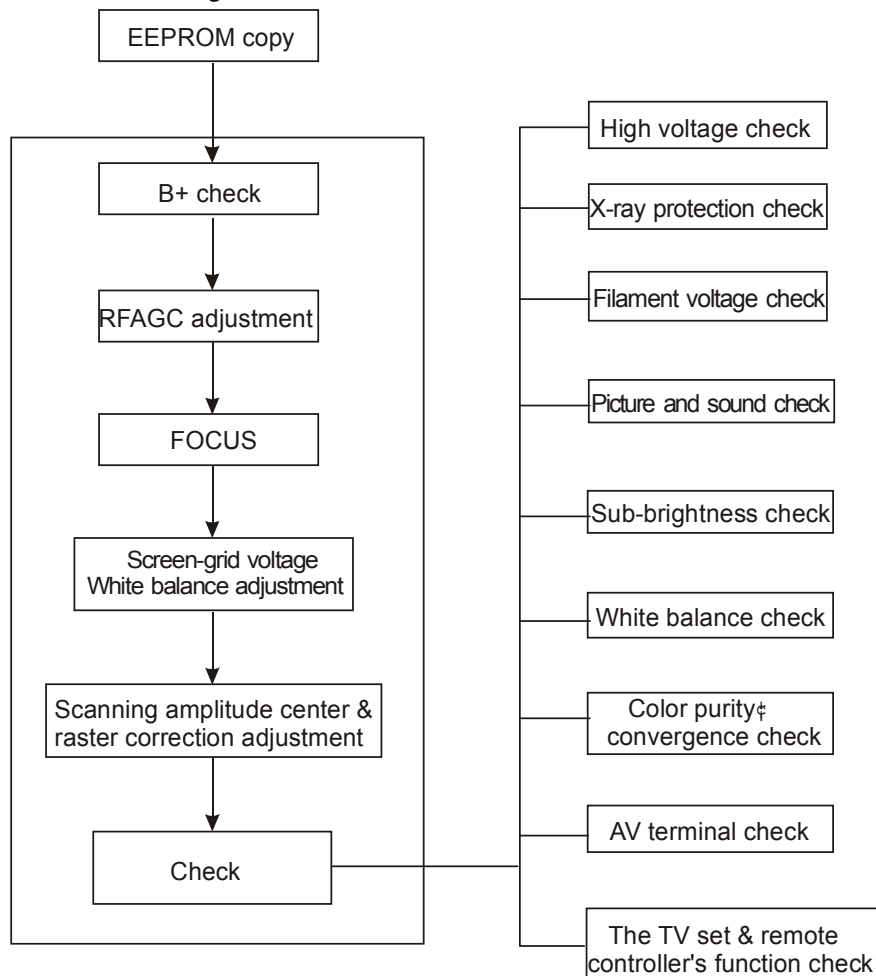 EEPROM copy
B+ check
RFAGC adjustment
FOCUS
Screen-grid voltage
White balance adjustment
Scanning amplitude center &
raster correction adjustment
Check
High voltage check
X-ray protection check
Filament voltage check
Picture and sound check
Sub-brightness check
White balance check
Color purity¢
convergence check
AV terminal check
The TV set & remote
controller's function check